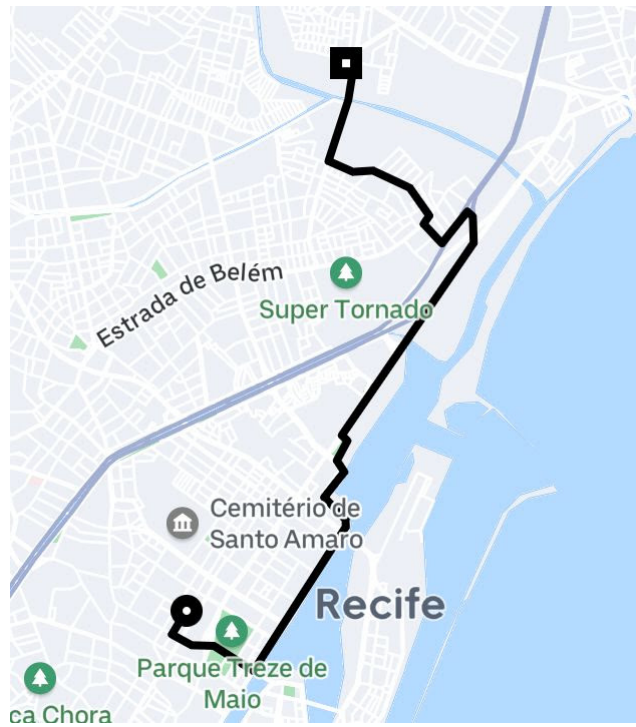 Estrada de Belém
Super Tornado
Cemitério de
Santo Amaro
Recife
Parque Treze de
Maio
ca Chora